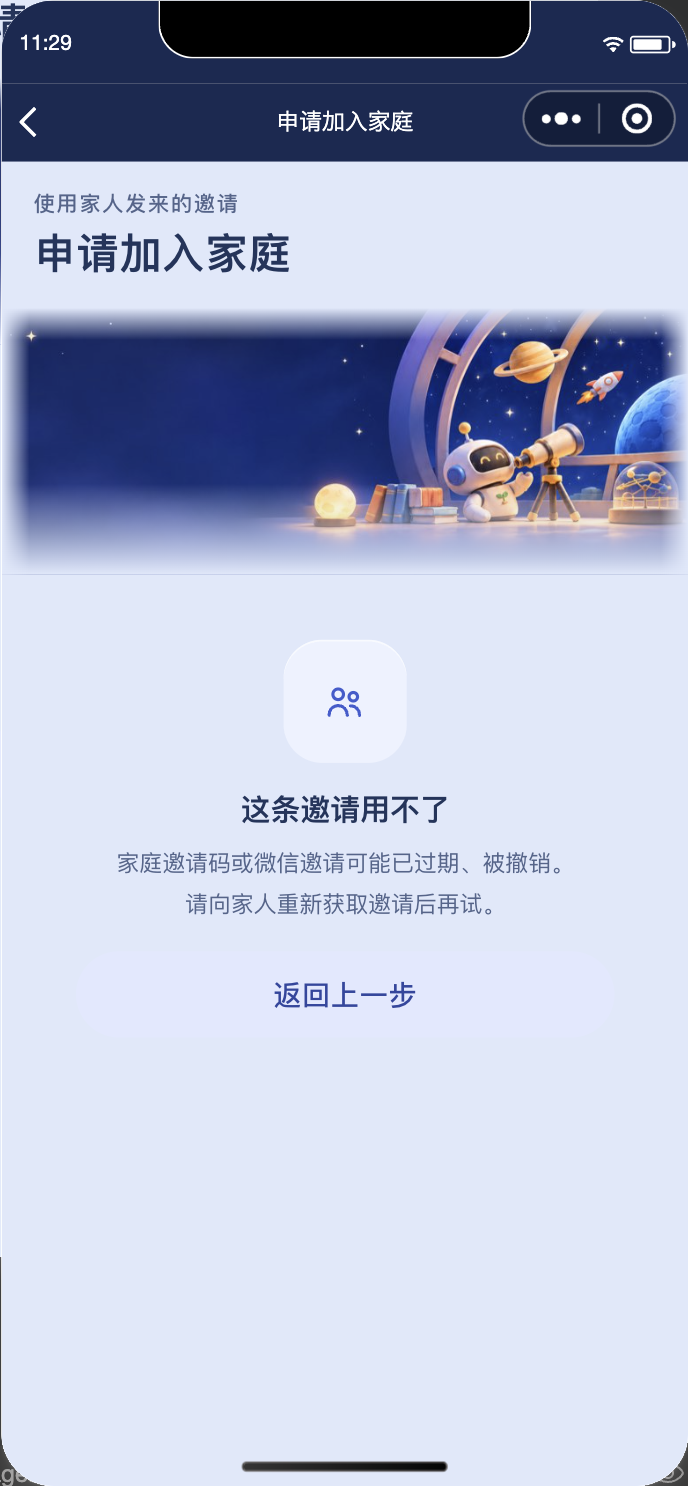 11:29
申请加入家庭
使用家人发来的邀请
申请加入家庭
这条邀请用不了
家庭邀请码或微信邀请可能已过期、被撤销。
请向家人重新获取邀请后再试。
返回上一步